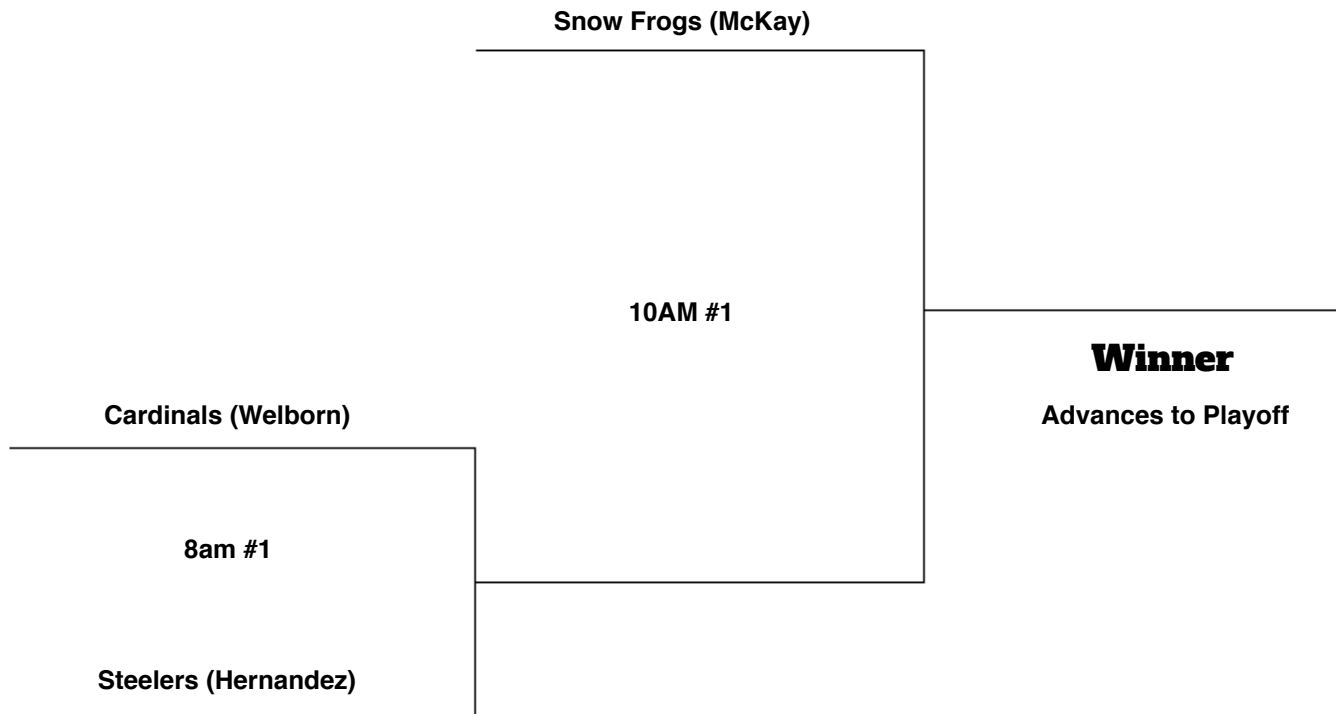 Snow Frogs (McKay)
10AM #1
Winner
Advances to Playoff
Cardinals (Welborn)
8am #1
Steelers (Hernandez)